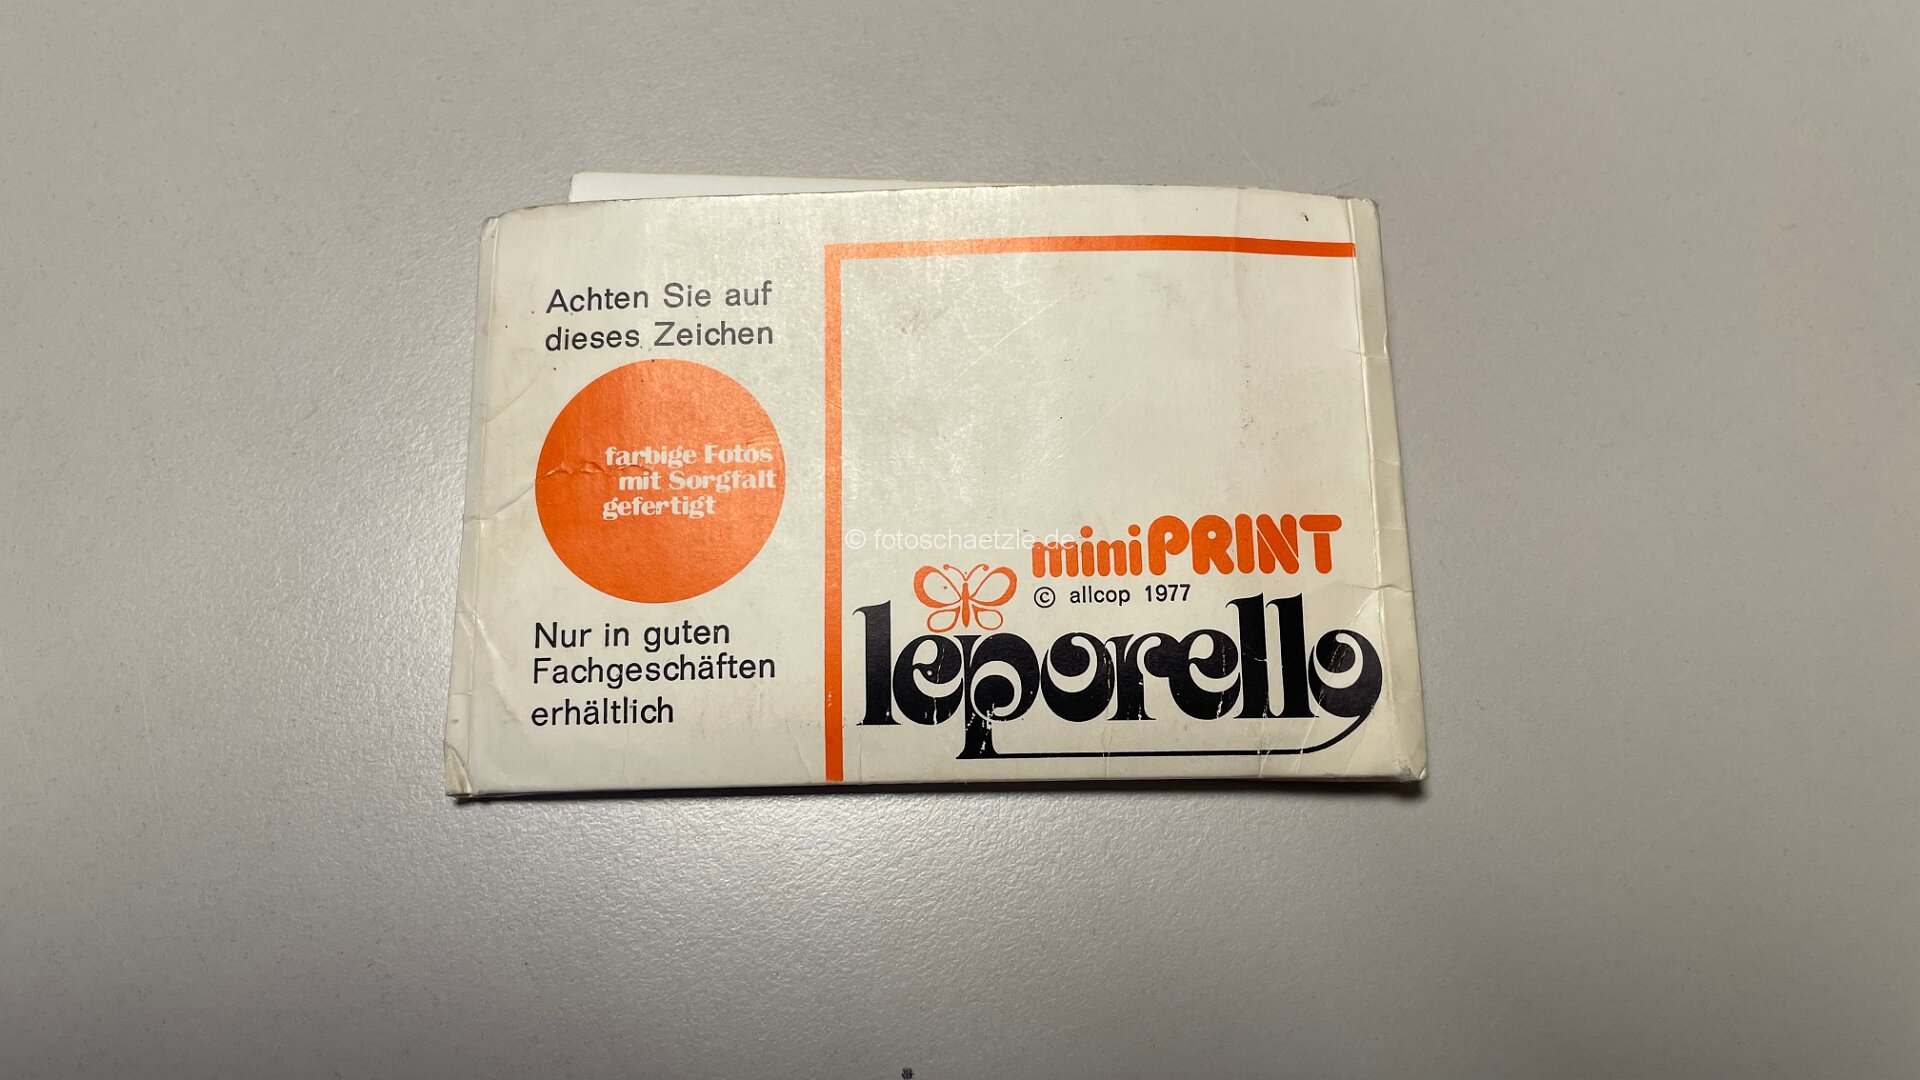 Achten Sie auf
dieses Zeichen
farbige Fotos
mit Sorgfalt
gefertigt
Nur in guten
Fachgeschäften
erhältlich
miniPRINT
© allcop 1977
leporello
© fotoschaetzle.de